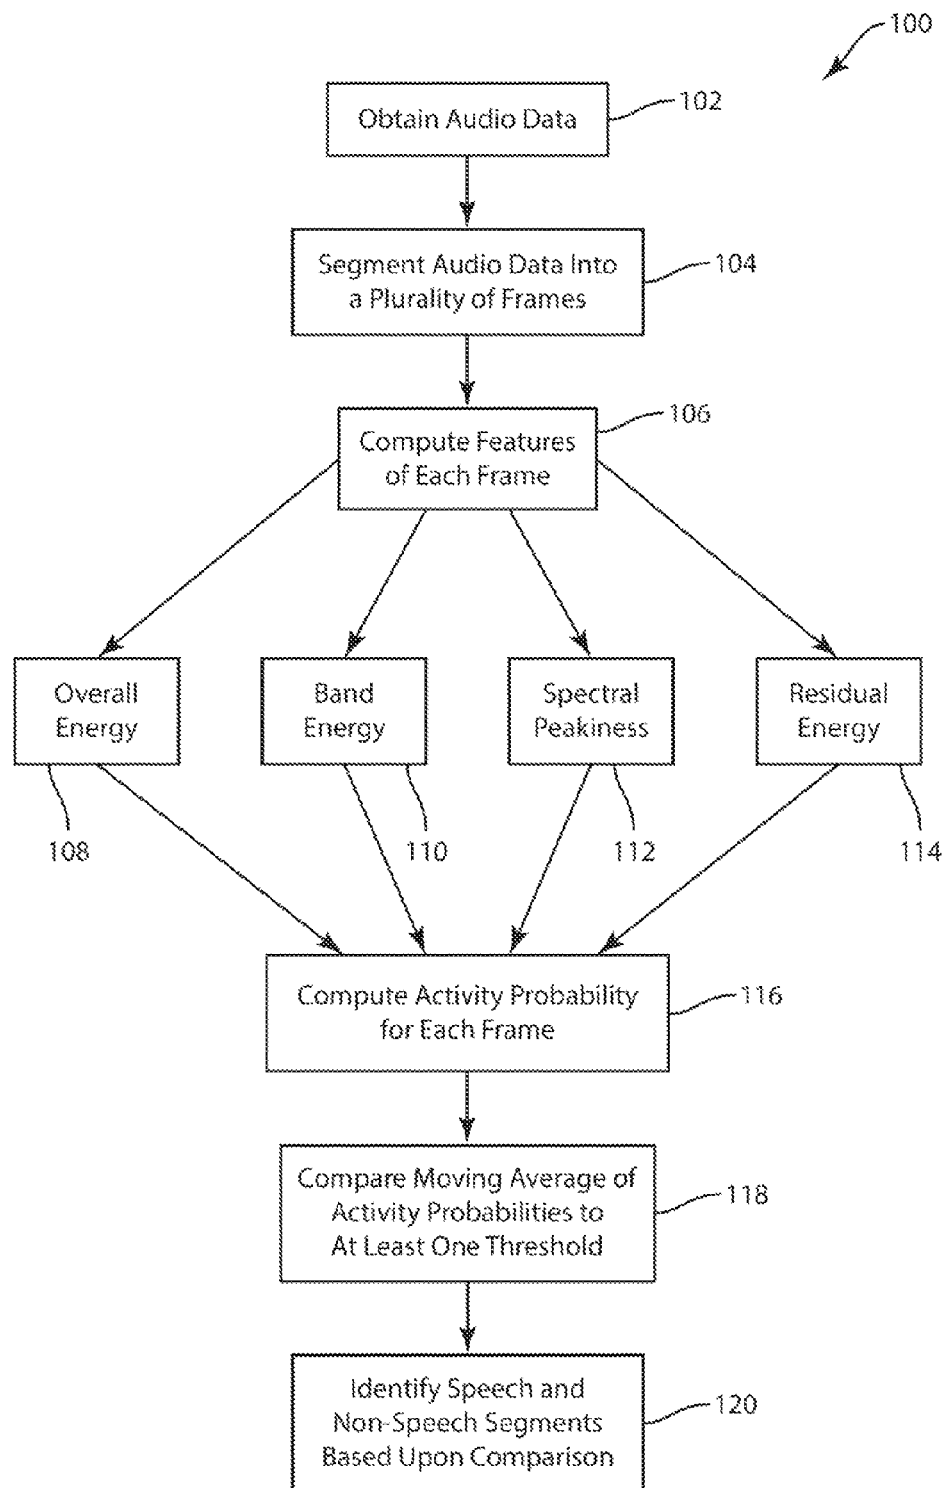 100
Obtain Audio Data
102
Segment Audio Data Into
a Plurality of Frames
104
Compute Features
of Each Frame
106
Overall
Energy
108
Band
Energy
110
Spectral
Peakiness
112
Residual
Energy
114
Compute Activity Probability
for Each Frame
116
Compare Moving Average of
Activity Probabilities to
At Least One Threshold
118
Identify Speech and
Non-Speech Segments
Based Upon Comparison
120